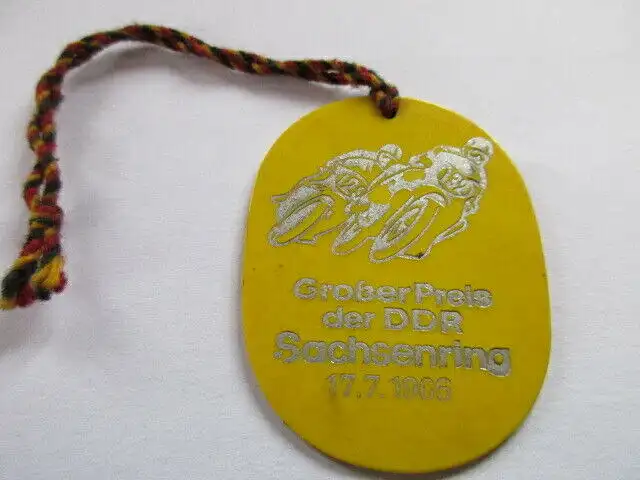 Großer Preis
der DDR
Sachsenring
17.7.1966